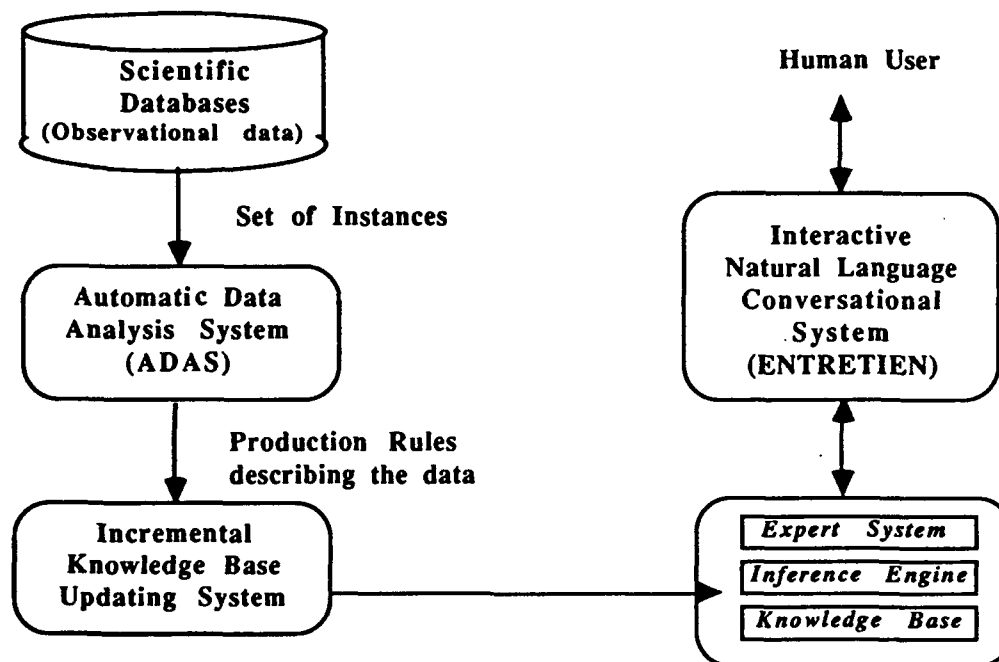 Scientific
Databases
(Observational data)
Set of Instances
Automatic Data
Analysis System
(ADAS)
Production Rules
describing the data
Incremental
Knowledge Base
Updating System
Human User
Interactive
Natural Language
Conversational
System
(ENTRETIEN)
Expert System
Inference Engine
Knowledge Base